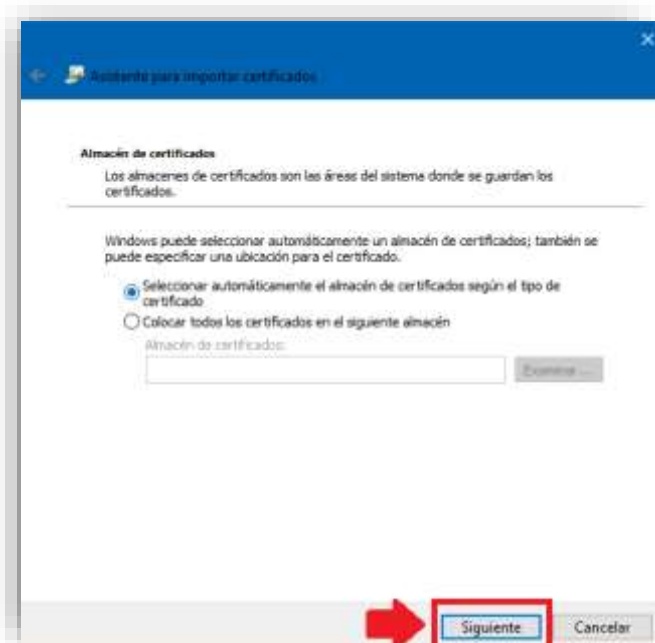 Asistente para importar certificados
Almacén de certificados
Los almacenes de certificados son las áreas del sistema donde se guardan los
certificados.
Windows puede seleccionar automáticamente un almacén de certificados; también se
puede especificar una ubicación para el certificado.
Seleccionar automáticamente el almacén de certificados según el tipo de
certificado
Colocar todos los certificados en el siguiente almacén
Almacén de certificados:
Examinar ...
Siguiente
Cancelar